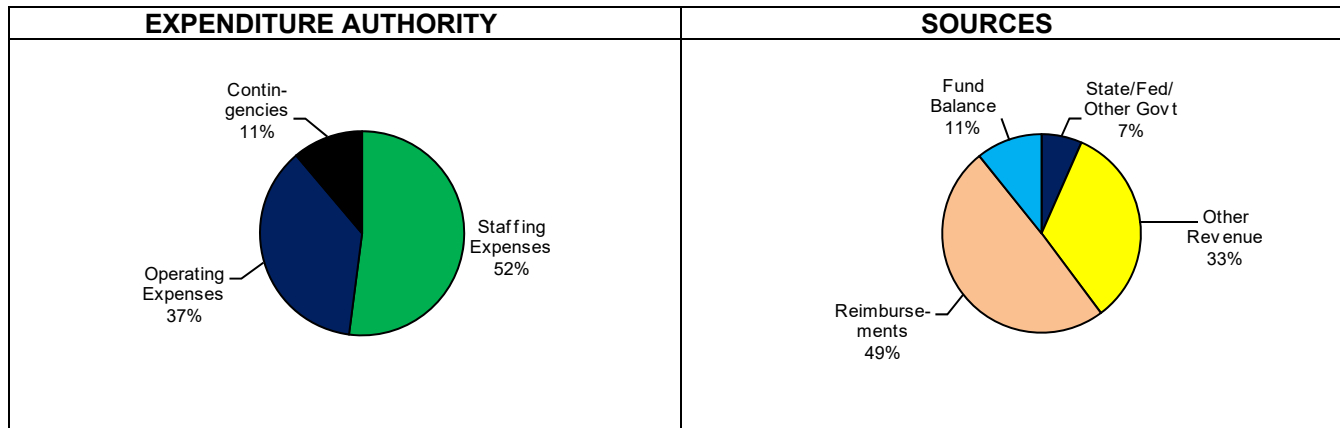 EXPENDITURE AUTHORITY
Contin-
gencies
11%
Staffing
Expenses
52%
Operating
Expenses
37%
SOURCES
Fund
Balance
11%
State/Fed/
Other Govt
7%
Other
Revenue
33%
Reimburse-
ments
49%